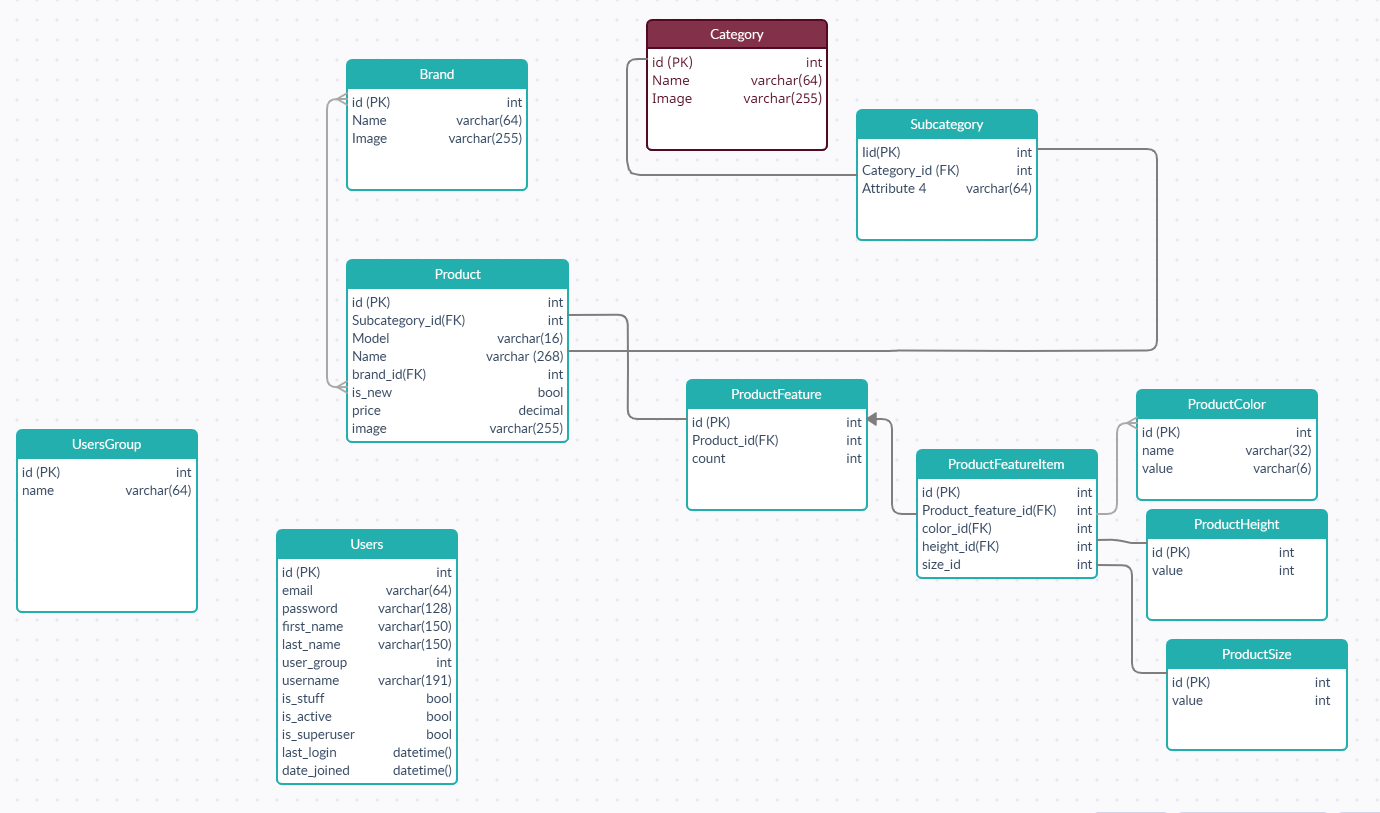 Category
id (PK) int
Name varchar(64)
Image varchar(255)
Brand
id (PK) int
Name varchar(64)
Image varchar(255)
Subcategory
Iid(PK) int
Category_id (FK) int
Attribute 4 varchar(64)
Product
id (PK) int
Subcategory_id(FK) int
Model varchar(16)
Name varchar (268)
brand_id(FK) int
is_new bool
price decimal
image varchar(255)
ProductFeature
id (PK) int
Product_id(FK) int
count int
ProductColor
id (PK) int
name varchar(32)
value varchar(6)
UsersGroup
id (PK) int
name varchar(64)
ProductFeatureItem
id (PK) int
Product_feature_id(FK) int
color_id(FK) int
height_id(FK) int
size_id int
ProductHeight
id (PK) int
value int
Users
id (PK) int
email varchar(64)
password varchar(128)
first_name varchar(150)
last_name varchar(150)
user_group int
username varchar(191)
is_stuff bool
is_active bool
is_superuser bool
last_login datetime()
date_joined datetime()
ProductSize
id (PK) int
value int